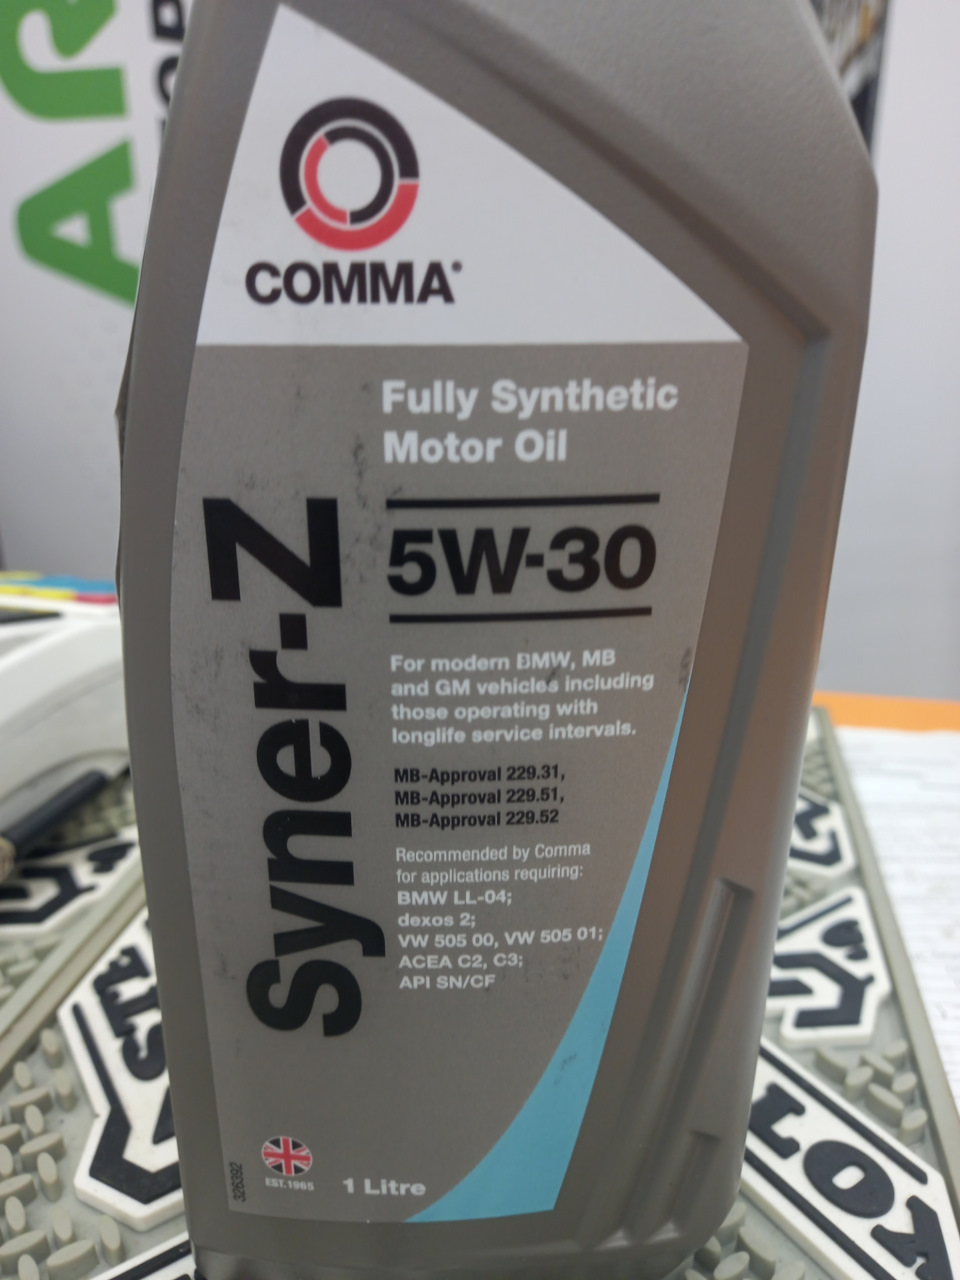 COMMA®
Fully Synthetic
Motor Oil
5W-30
Syner-Z
For modern BMW, MB
and GM vehicles including
those operating with
longlife service intervals.
MB-Approval 229.31,
MB-Approval 229.51,
MB-Approval 229.52
Recommended by Comma
for applications requiring:
BMW LL-04;
dexos 2;
VW 505 00, VW 505 01;
ACEA C2, C3;
API SN/CF
326392
EST.1965
1 Litre